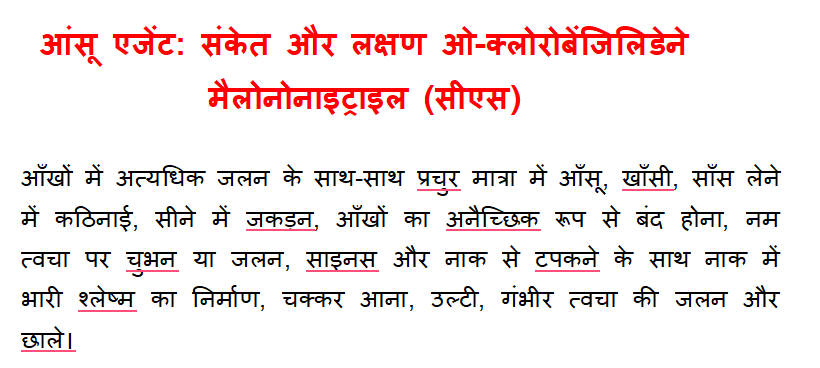 आंसू एजेंट: संकेत और लक्षण ओ-क्लोरोबेंजिलिडेने
मैलोनोनाइट्राइल (सीएस)
आँखों में अत्यधिक जलन के साथ-साथ प्रचुर मात्रा में आँसू, खाँसी, साँस लेने
में कठिनाई, सीने में जकड़न, आँखों का अनैच्छिक रूप से बंद होना, नम
त्वचा पर चुभन या जलन, साइनस और नाक से टपकने के साथ नाक में
भारी श्लेष्म का निर्माण, चक्कर आना, उल्टी, गंभीर त्वचा की जलन और
छाले।